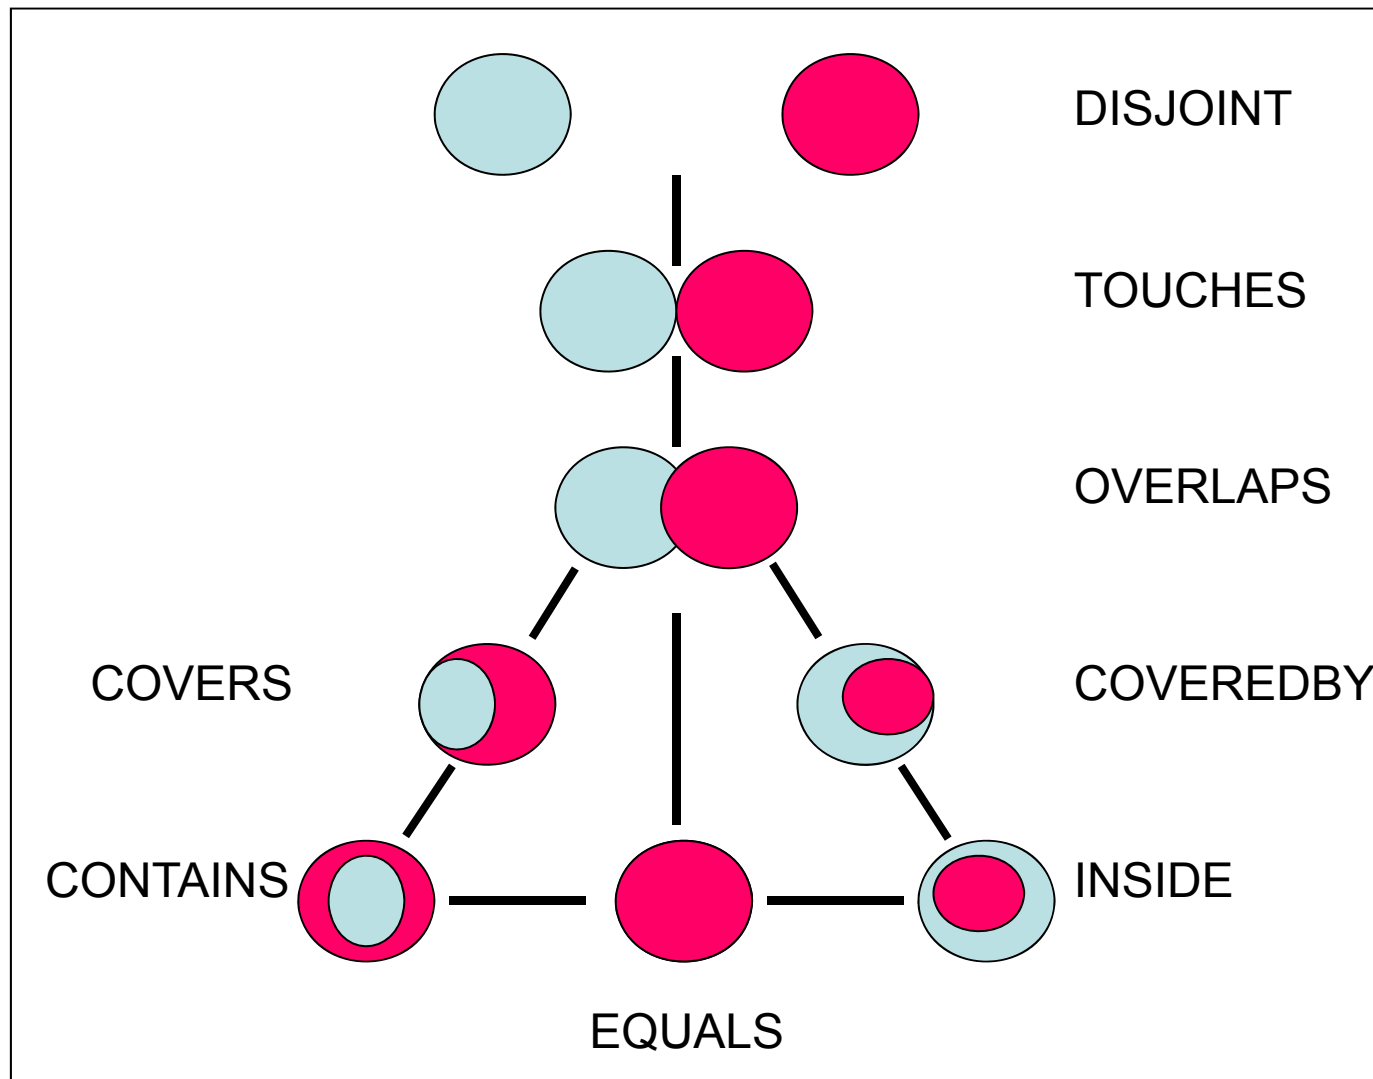 DISJOINT
TOUCHES
OVERLAPS
COVERS
COVEREDBY
CONTAINS
INSIDE
EQUALS